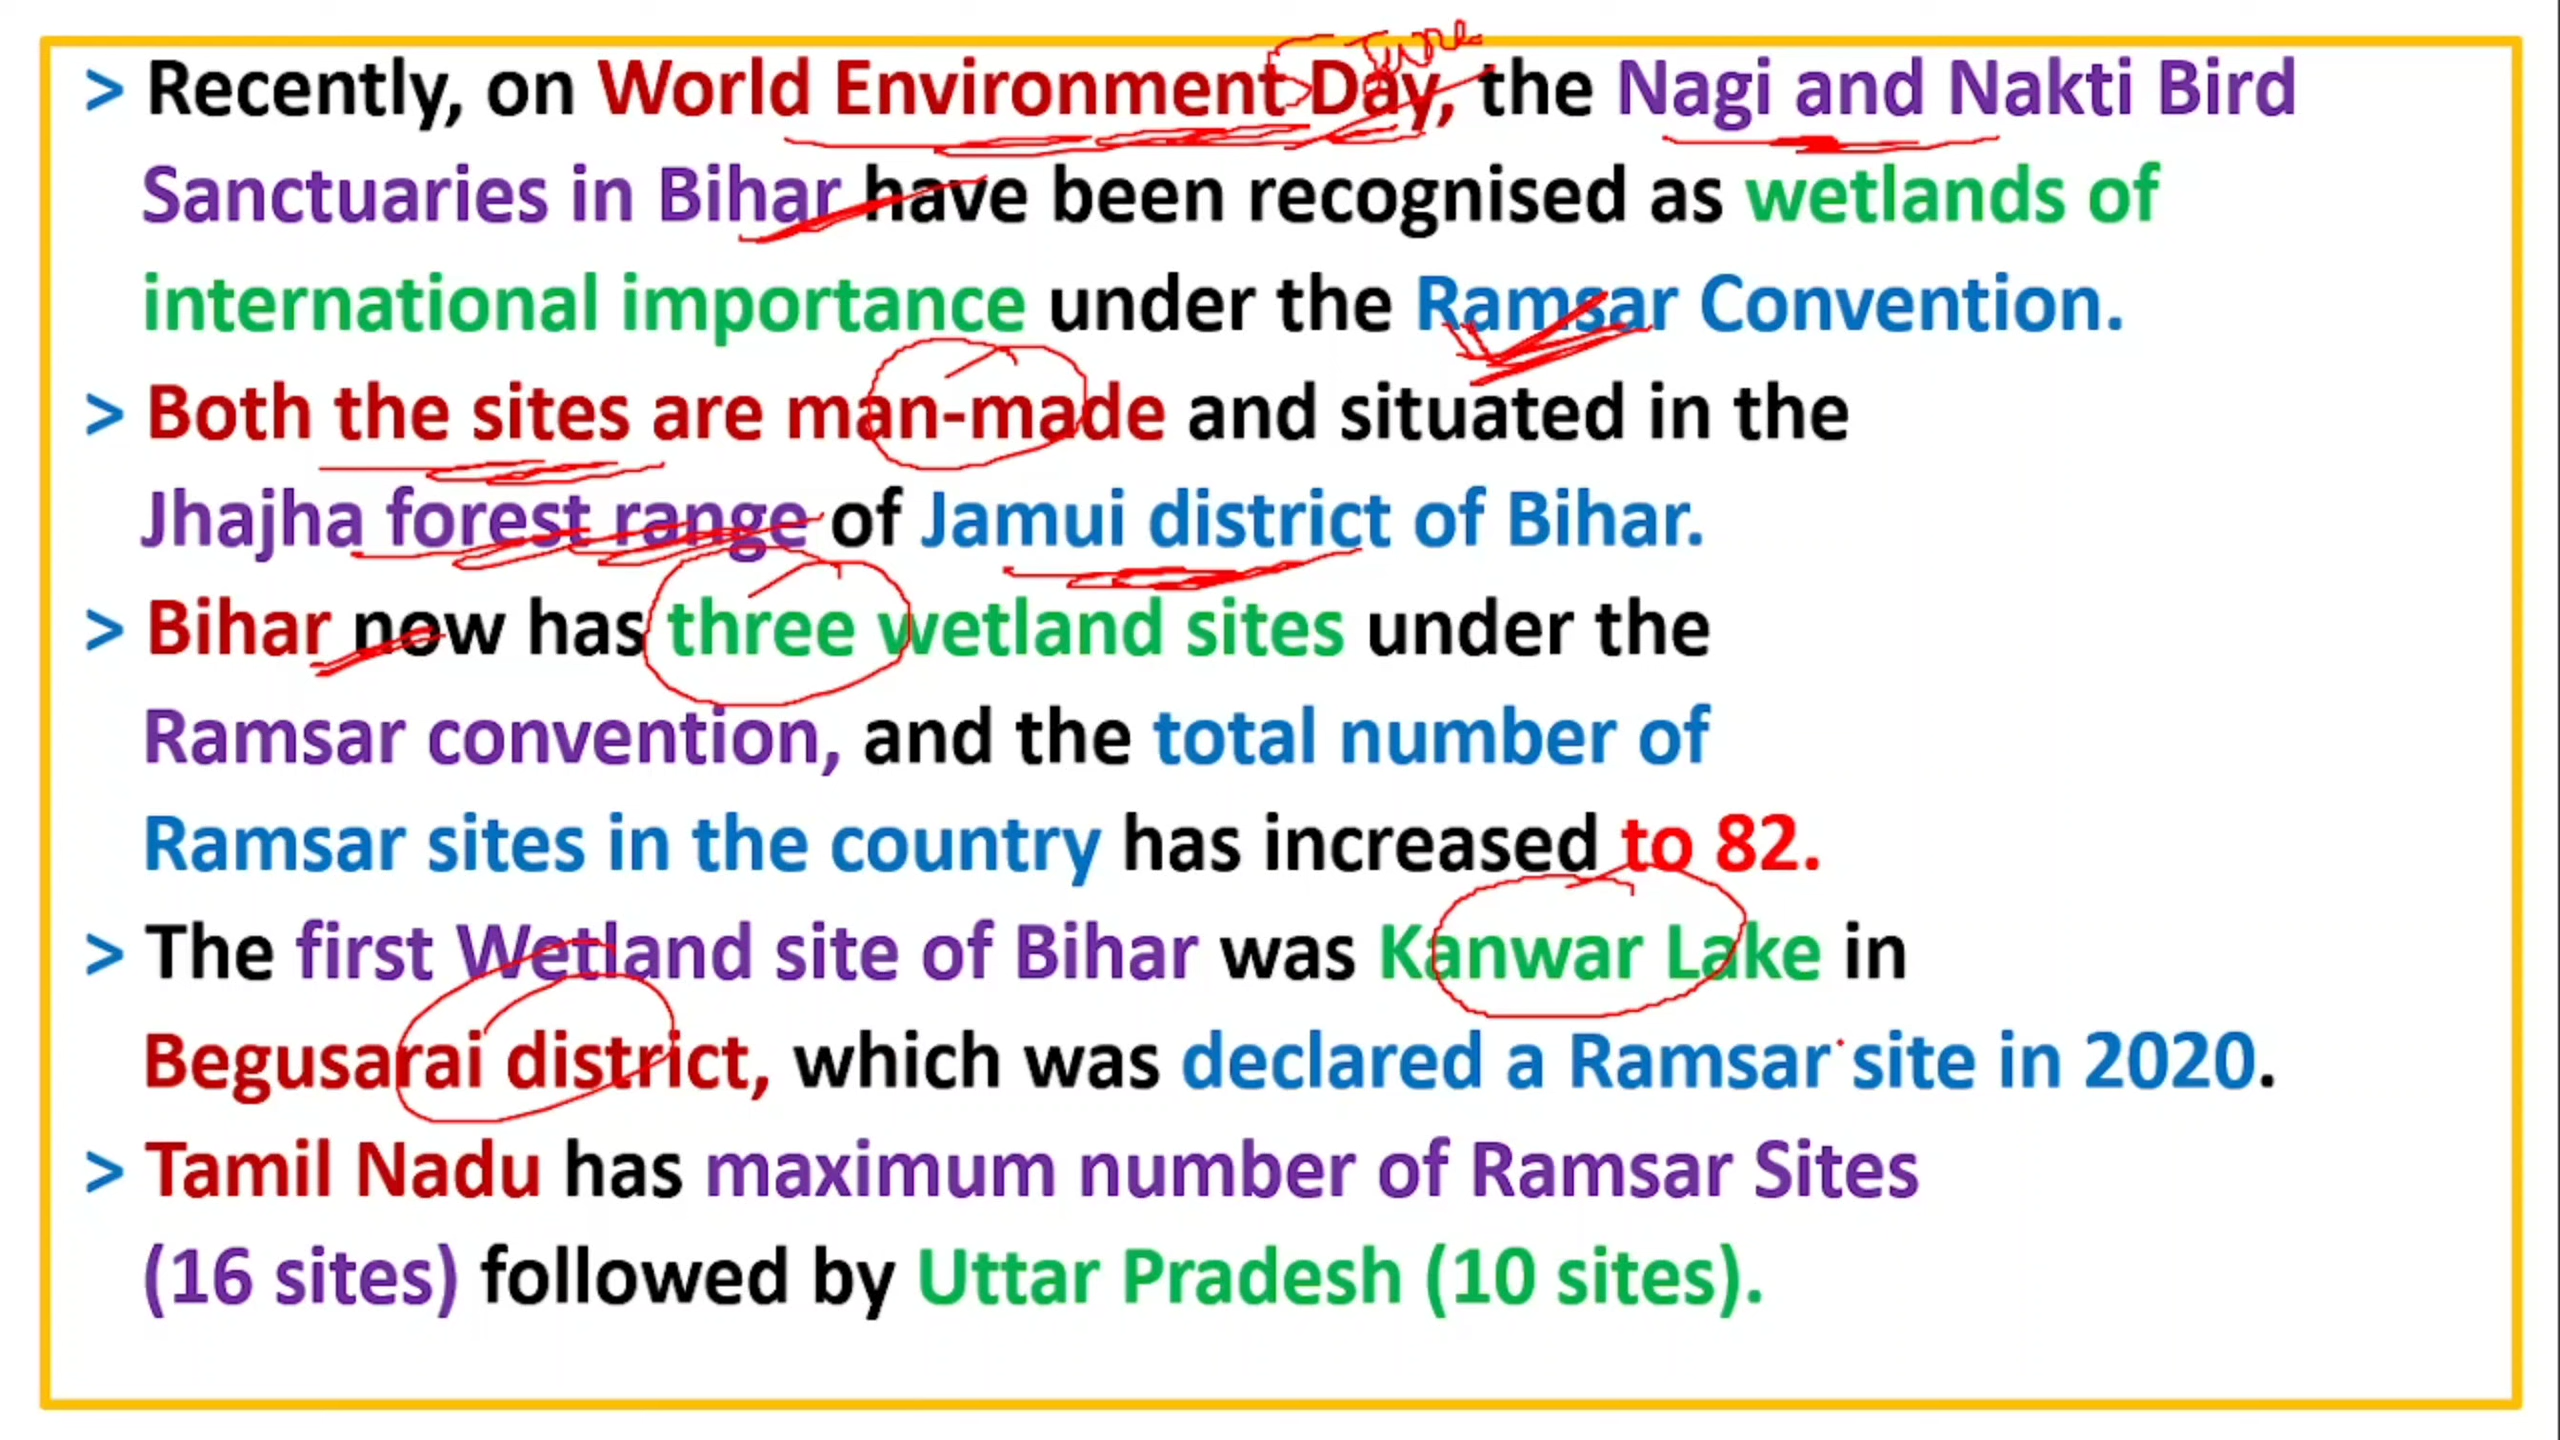 > Recently, on World Environment Day, the Nagi and Nakti Bird
Sanctuaries in Bihar have been recognised as wetlands of
international importance under the Ramsar Convention.
> Both the sites are man-made and situated in the
Jhajha forest range of Jamui district of Bihar.
> Bihar now has three wetland sites under the
Ramsar convention, and the total number of
Ramsar sites in the country has increased to 82.
> The first Wetland site of Bihar was Kanwar Lake in
Begusarai district, which was declared a Ramsar site in 2020.
> Tamil Nadu has maximum number of Ramsar Sites
(16 sites) followed by Uttar Pradesh (10 sites).